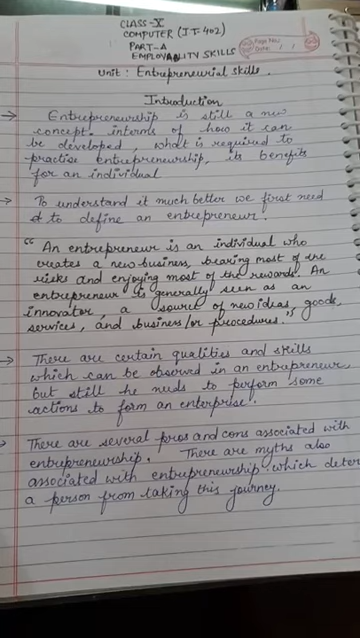 CLASS-X
COMPUTER (IT-402)
PART-A
EMPLOYABILITY SKILLS
Page No.:
Date: / /
Unit: Entrepreneurial skills.
Introduction
→ Entrepreneurship is still a new
concept. interms of how it can
be developed, what is required to
practise entrepreneurship, its benefits
for an individual
→ To understand it much better we first need
to define an entrepreneur.
"An entrepreneur is an individual who
creates a new business, bearing most of the
risks and enjoying most of the rewards. An
entrepreneur is generally seen as an
innovator, a source of new ideas, goods,
services, and business/or procedures."
→ There are certain qualities and skills
which can be observed in an entrepreneur,
but still he needs to perform some
actions to form an enterprise.
→ There are several pros and cons associated with
entrepreneurship. There are myths also
associated with entrepreneurship which deter
a person from taking this journey.